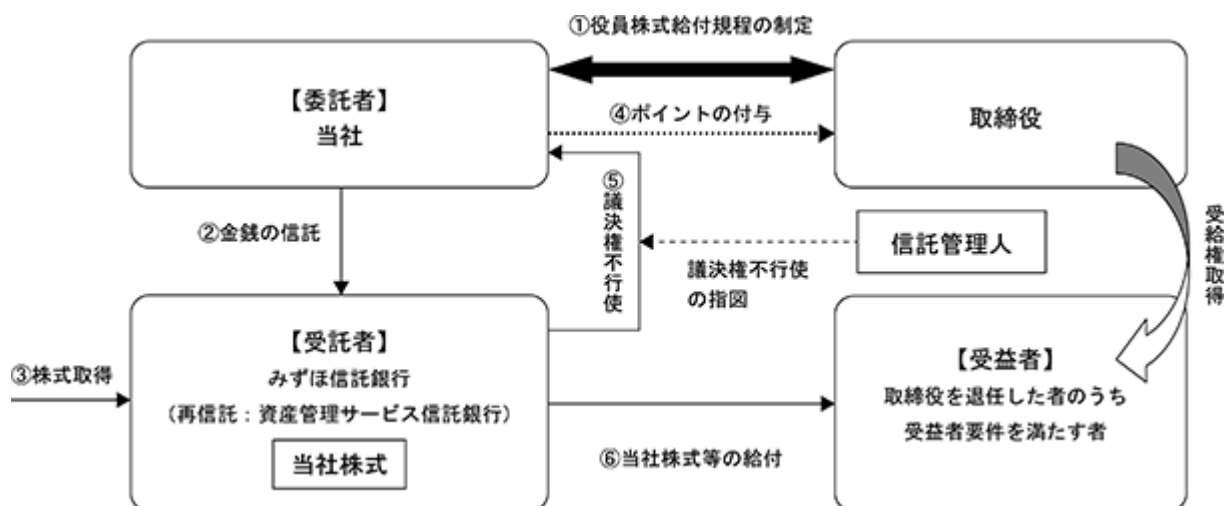 ①役員株式給付規程の制定
【委託者】
当社
④ポイントの付与
取締役
②金銭の信託
⑤議決権不行使
信託管理人
議決権不行使
の指図
受給権取得
③株式取得
【受託者】
みずほ信託銀行
（再信託：資産管理サービス信託銀行）
当社株式
⑥当社株式等の給付
【受益者】
取締役を退任した者のうち
受益者要件を満たす者